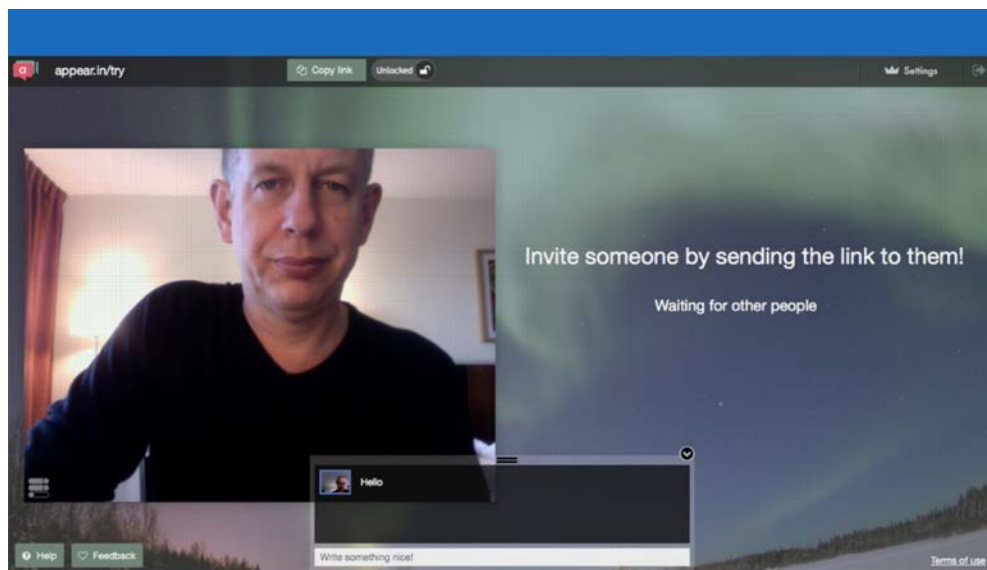 a
appear.in/try
Copy link
Unlocked
Settings
Invite someone by sending the link to them!
Waiting for other people
Hello
Write something nice!
Help
Feedback
Terms of use